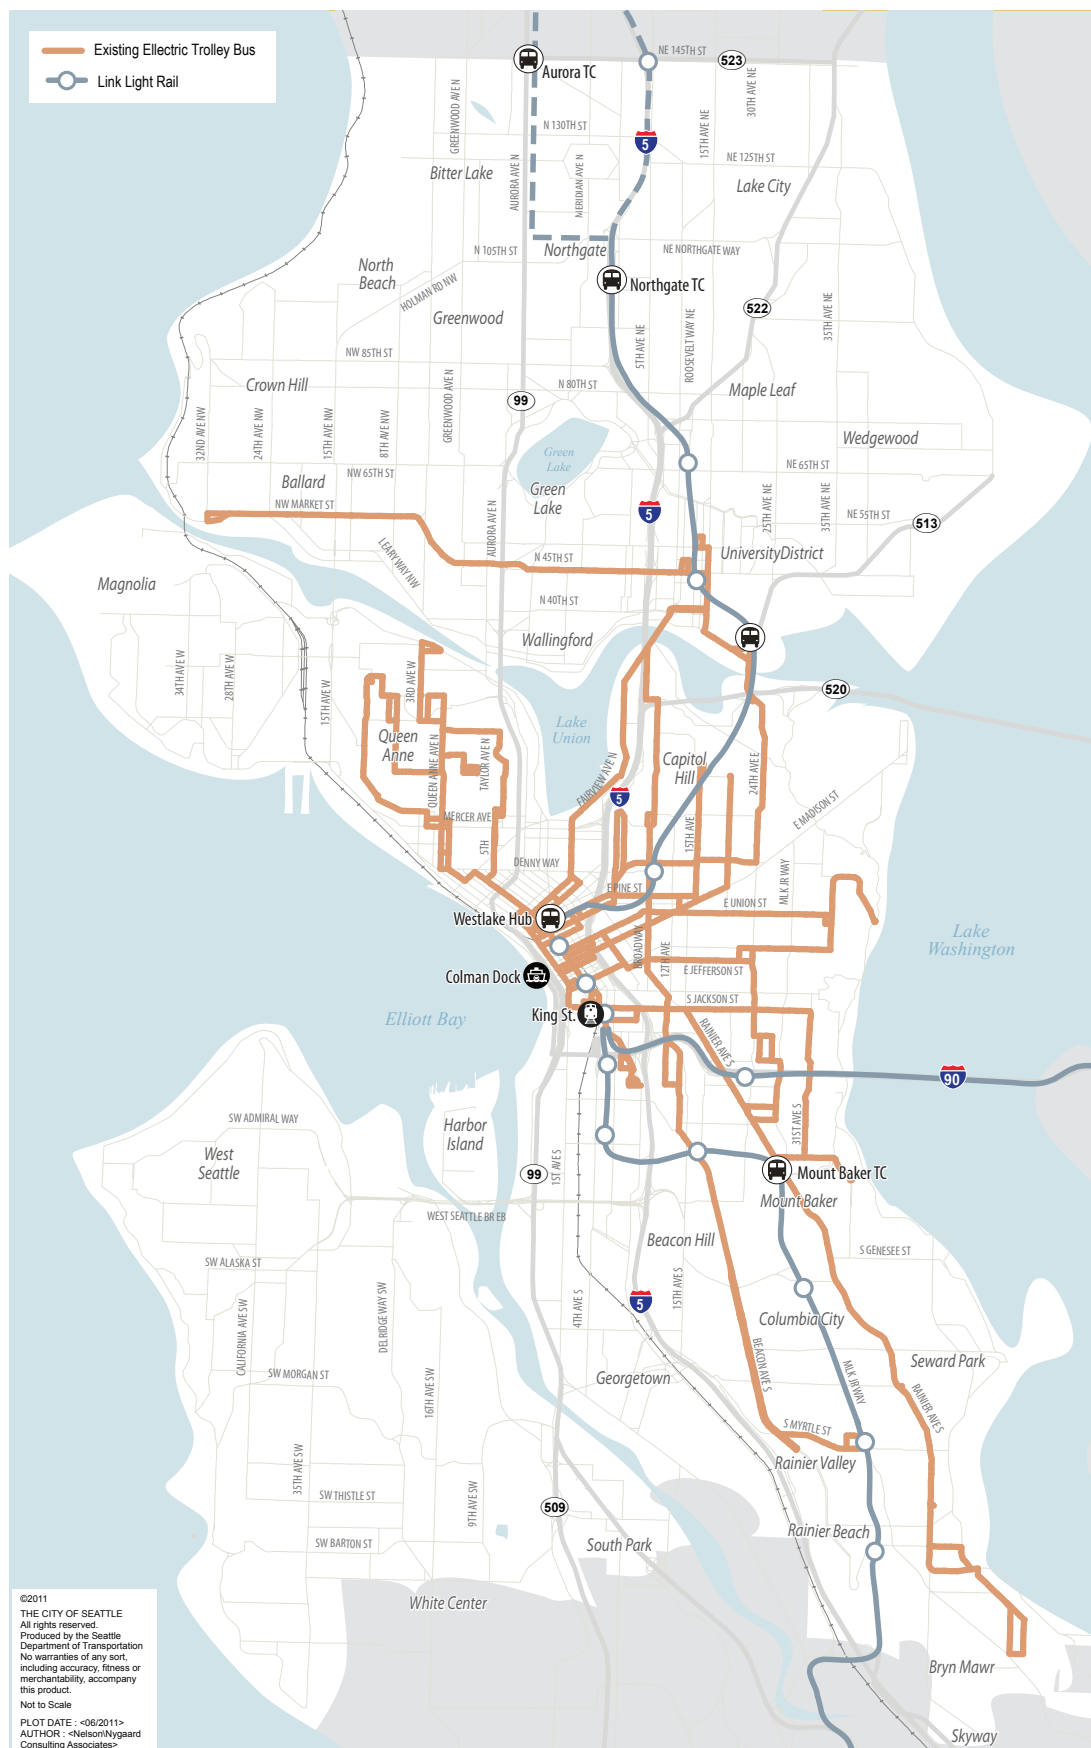 Existing Ellectric Trolley Bus
Link Light Rail
NE 145TH ST
523
Aurora TC
GREENWOOD AVE N
30TH AVE NE
15TH AVE NE
N 130TH ST
5
NE 125TH ST
Bitter Lake
AURORA AVE N
MERIDIAN AVE N
Lake City
N 105TH ST
Northgate
NE NORTHGATE WAY
North
Beach
HOLMAN RD NW
Northgate TC
522
35TH AVE NE
Greenwood
5TH AVE NE
ROOSEVELT WAY NE
NW 85TH ST
Crown Hill
N 80TH ST
Maple Leaf
99
32ND AVE NW
24TH AVE NW
15TH AVE NW
8TH AVE NW
GREENWOOD AVE N
Wedgewood
Green
Lake
NW 65TH ST
NE 65TH ST
Ballard
Green
Lake
NW MARKET ST
AURORA AVE N
5
25TH AVE NE
35TH AVE NE
NE 55TH ST
513
LEARY WAY NW
N 45TH ST
UniversityDistrict
Magnolia
N 40TH ST
Wallingford
34TH AVE W
28TH AVE W
15TH AVE W
3RD AVE W
520
Queen
Anne
QUEEN ANNE AVE N
TAYLOR AVE N
Lake
Union
FAIRVIEW AVE N
Capitol
Hill
24TH AVE E
5
MERCER AVE
5TH
15TH AVE
E MADISON ST
DENNY WAY
E PINE ST
MLK JR WAY
E UNION ST
Westlake Hub
Lake
Washington
BROADWAY
12TH AVE
E JEFFERSON ST
Colman Dock
S JACKSON ST
King St.
Elliott Bay
RAINIER AVE S
90
SW ADMIRAL WAY
Harbor
Island
31ST AVE S
West
Seattle
99
1ST AVE S
Mount Baker TC
Mount Baker
WEST SEATTLE BR EB
Beacon Hill
S GENESEE ST
SW ALASKA ST
CALIFORNIA AVE SW
DELRIDGE WAY SW
4TH AVE S
5
15TH AVE S
Columbia City
SW MORGAN ST
16TH AVE SW
Georgetown
BEACON AVE S
MLK JR WAY
Seward Park
RAINIER AVE S
S MYRTLE ST
35TH AVE SW
Rainier Valley
SW THISTLE ST
9TH AVE SW
509
SW BARTON ST
South Park
Rainier Beach
White Center
Bryn Mawr
Skyway
©2011
THE CITY OF SEATTLE
All rights reserved.
Produced by the Seattle
Department of Transportation
No warranties of any sort,
including accuracy, fitness or
merchantability, accompany
this product.
Not to Scale
PLOT DATE : <06/2011>
AUTHOR : <Nelson\Nygaard
Consulting Associates>